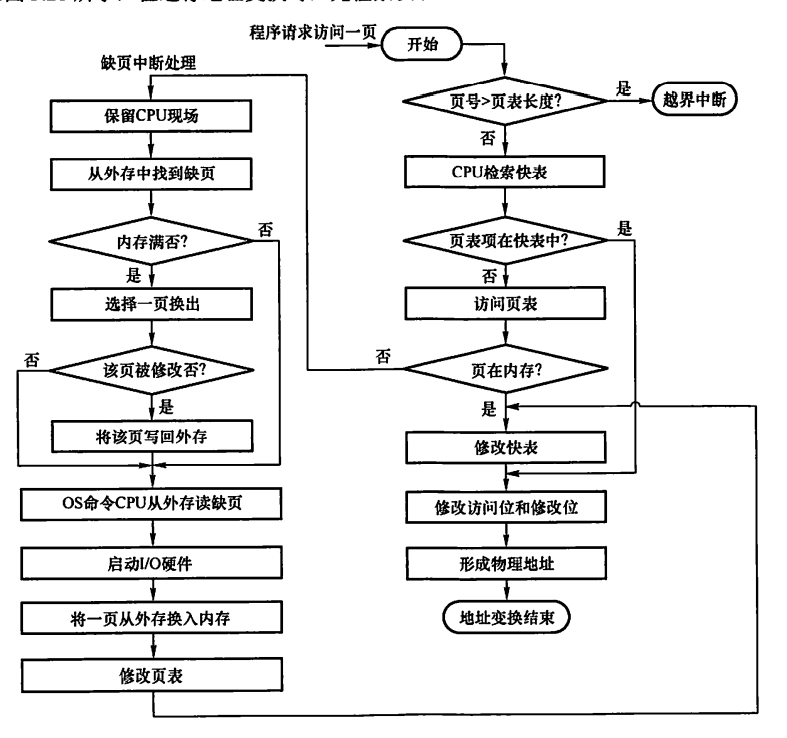 程序请求访问一页
开始
缺页中断处理
页号>页表长度?
是
越界中断
保留CPU现场
否
从外存中找到缺页
CPU检索快表
内存满否?
否
页表项在快表中?
是
是
否
选择一页换出
访问页表
否
该页被修改否?
否
页在内存?
是
是
将该页写回外存
修改快表
OS命令CPU从外存读缺页
修改访问位和修改位
启动I/O硬件
形成物理地址
将一页从外存换入内存
地址变换结束
修改页表